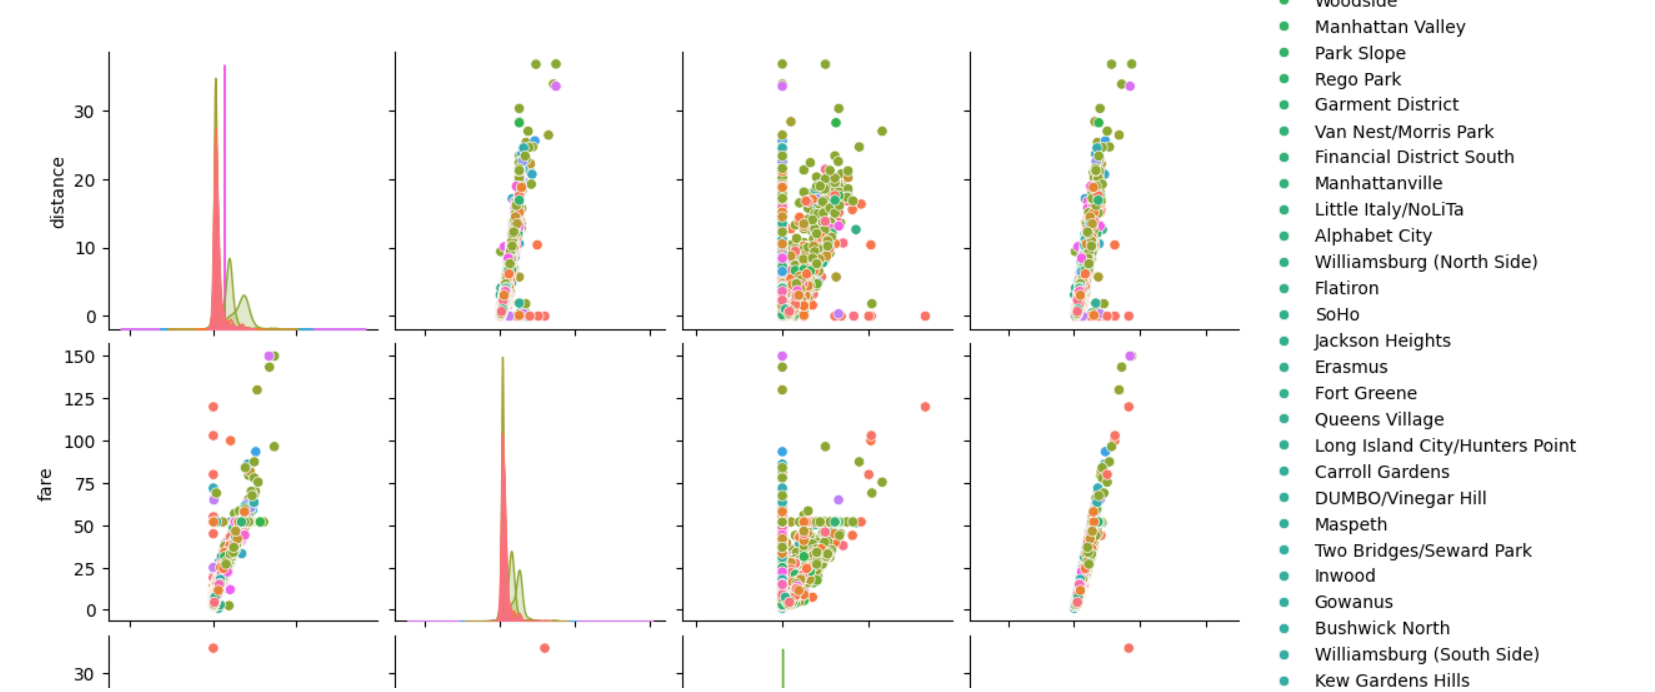 Woodside
Manhattan Valley
Park Slope
Rego Park
Garment District
Van Nest/Morris Park
Financial District South
Manhattanville
Little Italy/NoLiTa
Alphabet City
Williamsburg (North Side)
Flatiron
SoHo
Jackson Heights
Erasmus
Fort Greene
Queens Village
Long Island City/Hunters Point
Carroll Gardens
DUMBO/Vinegar Hill
Maspeth
Two Bridges/Seward Park
Inwood
Gowanus
Bushwick North
Williamsburg (South Side)
Kew Gardens Hills
distance
30
20
10
0
fare
150
125
100
75
50
25
0
30